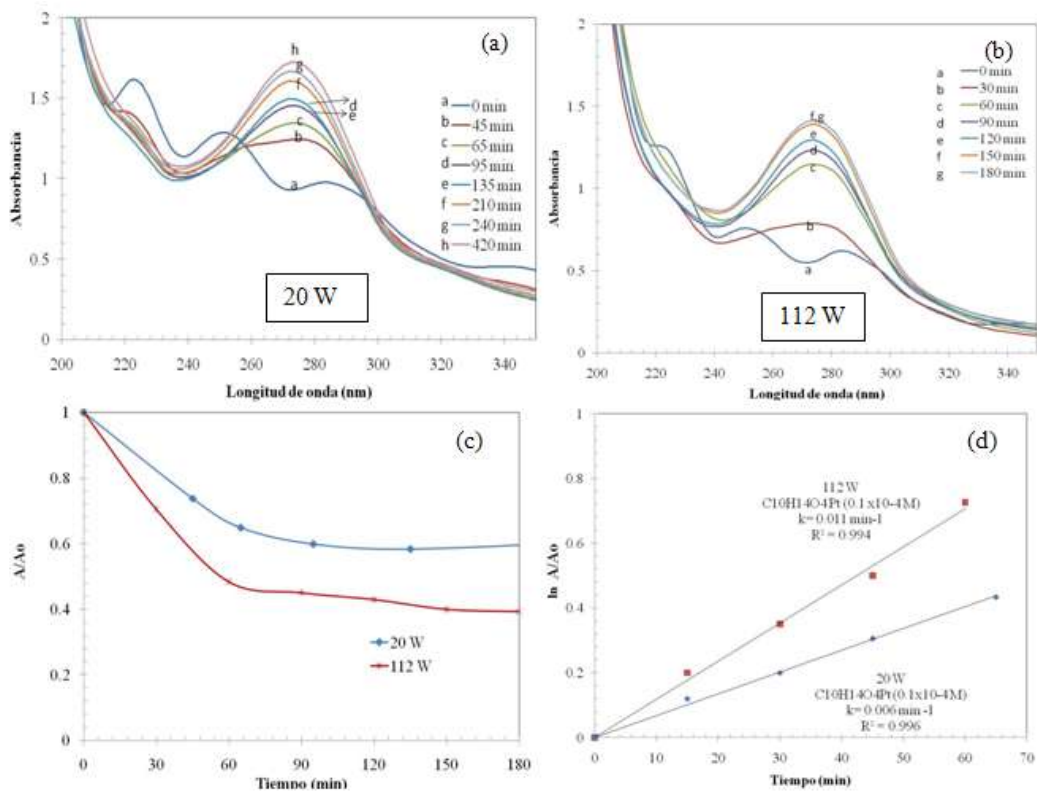 (a)
2
1.5
1
0.5
0
Absorbancia
h
g
f
d
e
c
b
a
a 0 min
b 45 min
c 65 min
d 95 min
e 135 min
f 210 min
g 240 min
h 420 min
20 W
200 220 240 260 280 300 320 340
Longitud de onda (nm)
(b)
2
1.5
1
0.5
0
Absorbancia
f,g
e
d
c
b
a
a 0 min
b 30 min
c 60 min
d 90 min
e 120 min
f 150 min
g 180 min
112 W
200 220 240 260 280 300 320 340
Longitud de onda (nm)
(c)
1
0.8
0.6
0.4
0.2
0
A/Ao
20 W
112 W
0 30 60 90 120 150 180
Tiempo (min)
(d)
1
0.8
0.6
0.4
0.2
0
ln A/Ao
112 W
C10H14O4Pt (0.1x10-4M)
k= 0.011 min-1
R² = 0.994
20 W
C10H14O4Pt (0.1x10-4M)
k= 0.006 min -1
R² = 0.996
0 10 20 30 40 50 60 70
Tiempo (min)